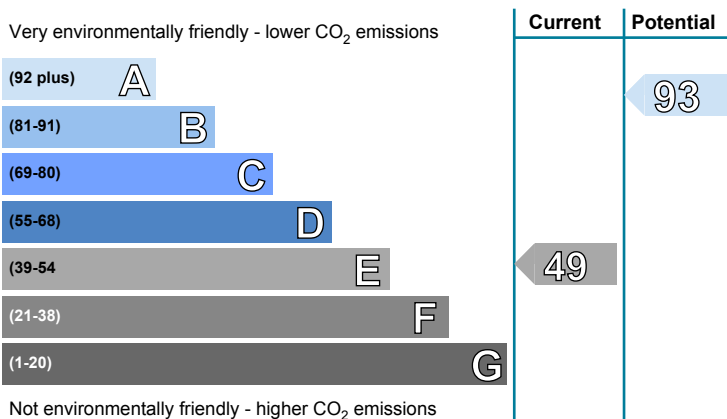 Current Potential
Very environmentally friendly - lower CO2 emissions
(92 plus) A
93
(81-91) B
(69-80) C
(55-68) D
(39-54 E
49
(21-38) F
(1-20) G
Not environmentally friendly - higher CO2 emissions